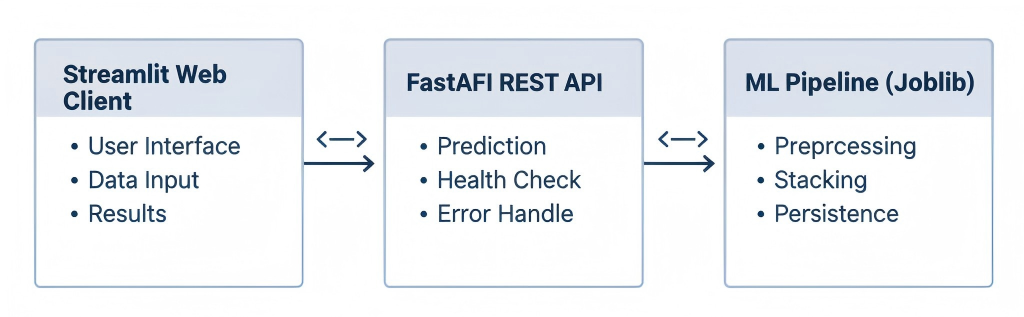 Streamlit Web
Client
• User Interface
• Data Input
• Results
FastAFI REST API
• Prediction
• Health Check
• Error Handle
ML Pipeline (Joblib)
• Preprcessing
• Stacking
• Persistence